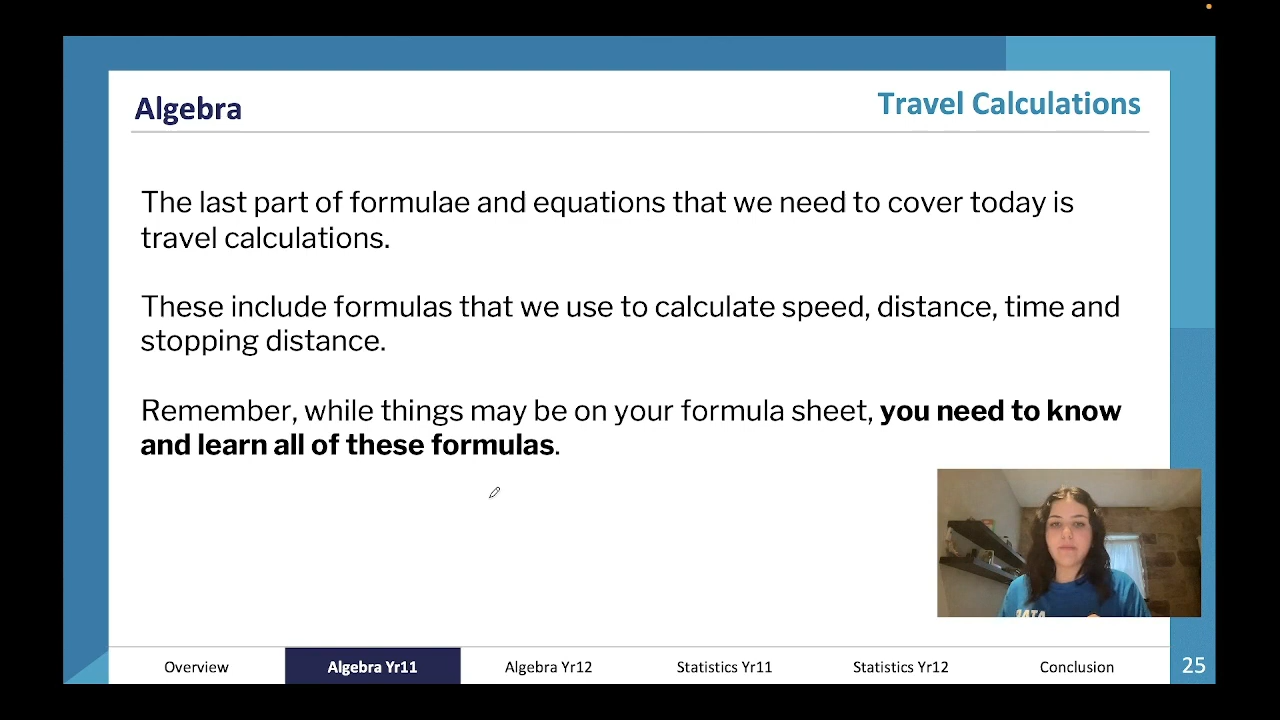 Algebra
Travel Calculations
The last part of formulae and equations that we need to cover today is
travel calculations.
These include formulas that we use to calculate speed, distance, time and
stopping distance.
Remember, while things may be on your formula sheet, you need to know
and learn all of these formulas.
Overview
Algebra Yr11
Algebra Yr12
Statistics Yr11
Statistics Yr12
Conclusion
25